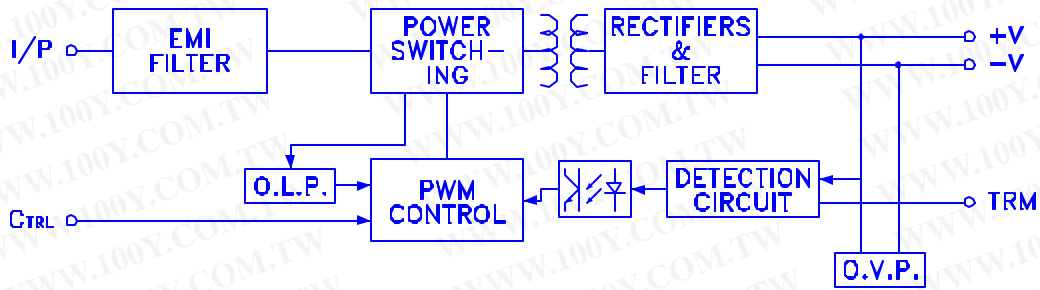 I/P
EMI
FILTER
POWER
SWITCH-
ING
RECTIFIERS
&
FILTER
+V
-V
O.L.P.
PWM
CONTROL
DETECTION
CIRCUIT
CTRL
TRM
O.V.P.
WWW.100Y.COM.TW